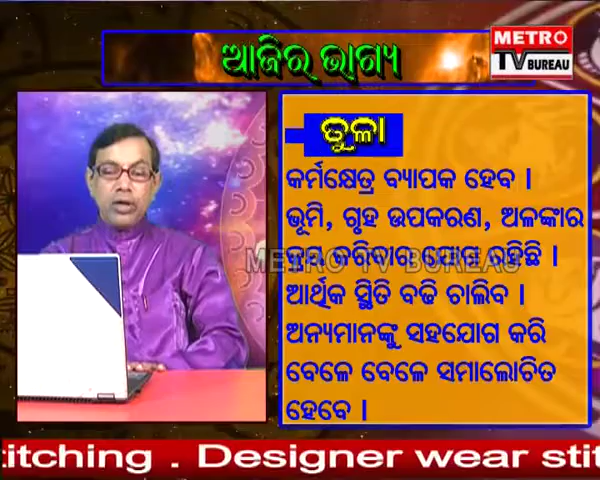 ଆଜିର ଭାଗ୍ୟ
METRO
TV BUREAU
ତୁଳା
କର୍ମକ୍ଷେତ୍ର ବ୍ୟାପକ ହେବ ।
ଭୂମି, ଗୃହ ଉପକରଣ, ଅଳଙ୍କାର
କ୍ରୟ କରିବାର ଯୋଗ ରହିଛି ।
METRO TV BUREAU
ଆର୍ଥିକ ସ୍ଥିତି ବଢି ଚାଲିବ ।
ଅନ୍ୟମାନଙ୍କୁ ସହଯୋଗ କରି
ବେଳେ ବେଳେ ସମାଲୋଚିତ
ହେବେ ।
titching . Designer wear stit